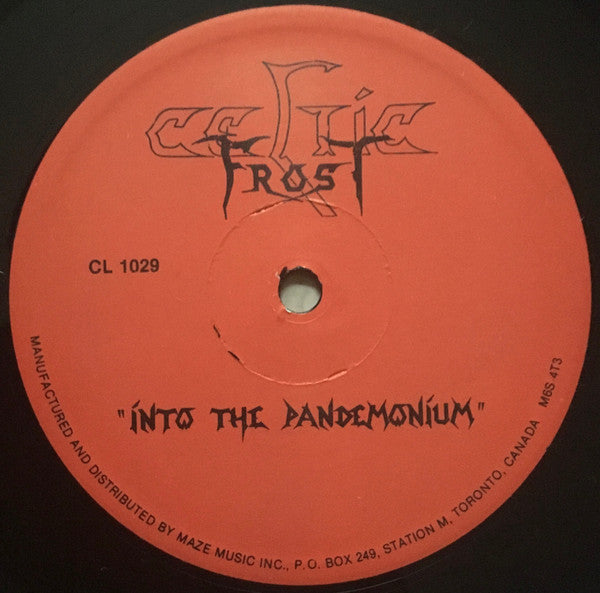 celtic
FROST
CL 1029
"INTO THE PANDEMONIUM"
MANUFACTURED AND DISTRIBUTED BY MAZE MUSIC INC., P.O. BOX 249, STATION M, TORONTO, CANADA M6S 4T3